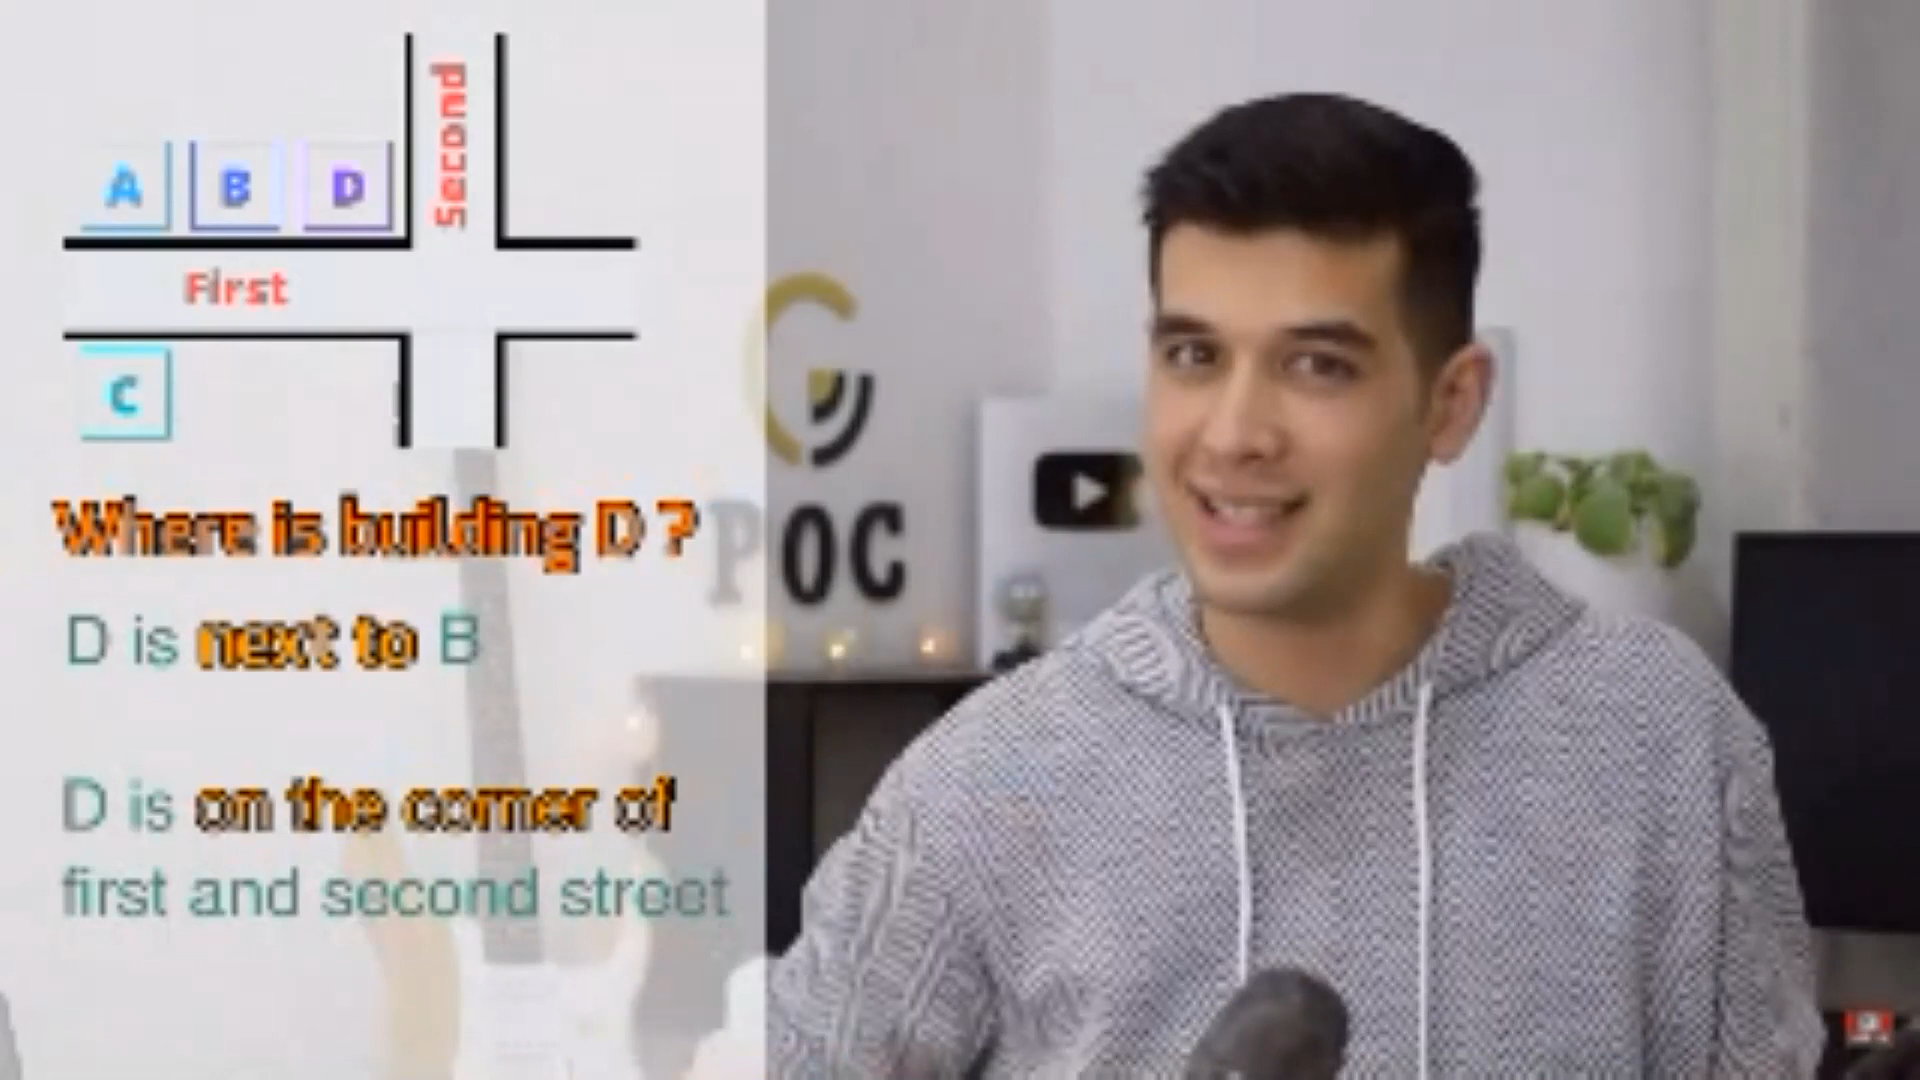 Second
A B D
First
C
Where is building D ?
D is next to B
D is on the corner of
first and second street
POC